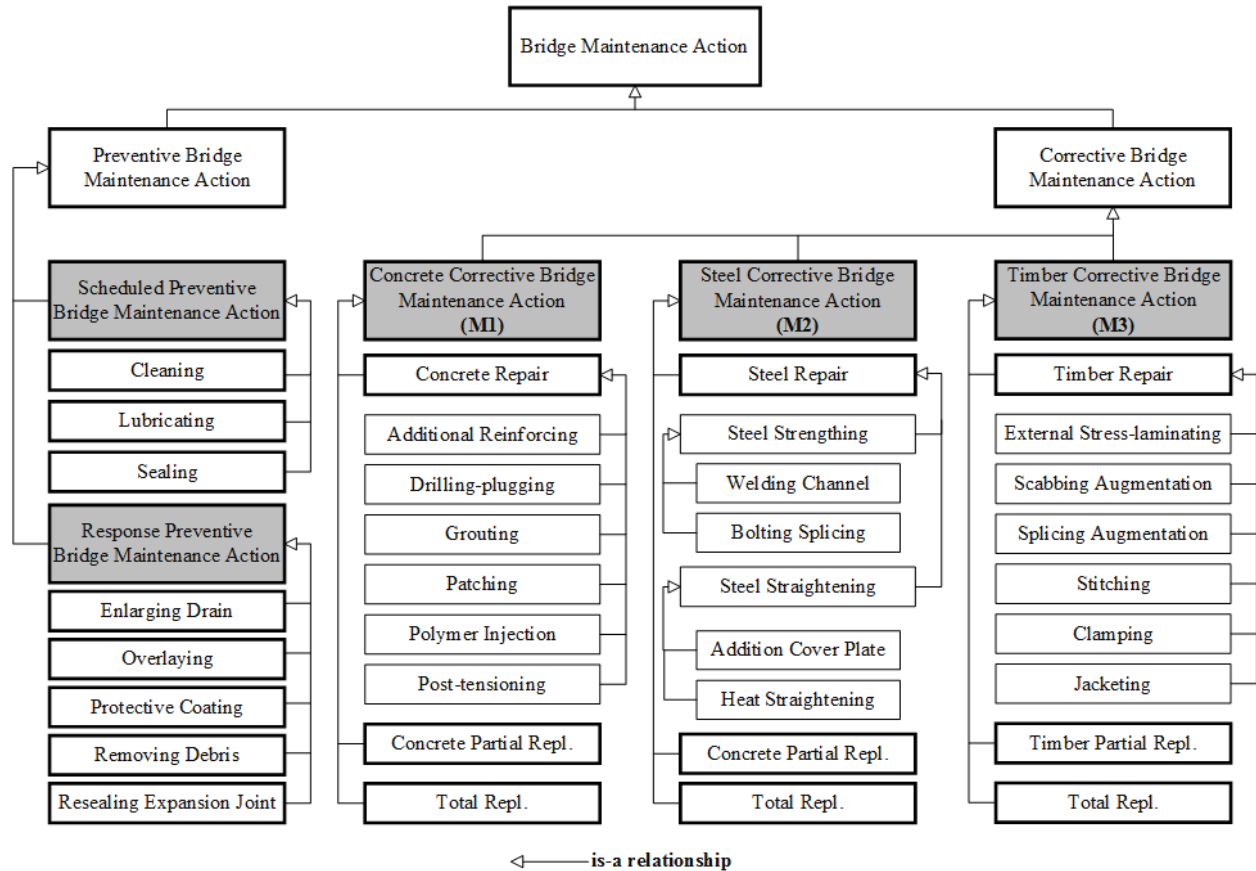 Bridge Maintenance Action
Preventive Bridge
Maintenance Action
Corrective Bridge
Maintenance Action
Scheduled Preventive
Bridge Maintenance Action
Cleaning
Lubricating
Sealing
Response Preventive
Bridge Maintenance Action
Enlarging Drain
Overlaying
Protective Coating
Removing Debris
Resealing Expansion Joint
Concrete Corrective Bridge
Maintenance Action
(M1)
Concrete Repair
Additional Reinforcing
Drilling-plugging
Grouting
Patching
Polymer Injection
Post-tensioning
Concrete Partial Repl.
Total Repl.
Steel Corrective Bridge
Maintenance Action
(M2)
Steel Repair
Steel Strengthing
Welding Channel
Bolting Splicing
Steel Straightening
Addition Cover Plate
Heat Straightening
Concrete Partial Repl.
Total Repl.
Timber Corrective Bridge
Maintenance Action
(M3)
Timber Repair
External Stress-laminating
Scabbing Augmentation
Splicing Augmentation
Stitching
Clamping
Jacketing
Timber Partial Repl.
Total Repl.
is-a relationship